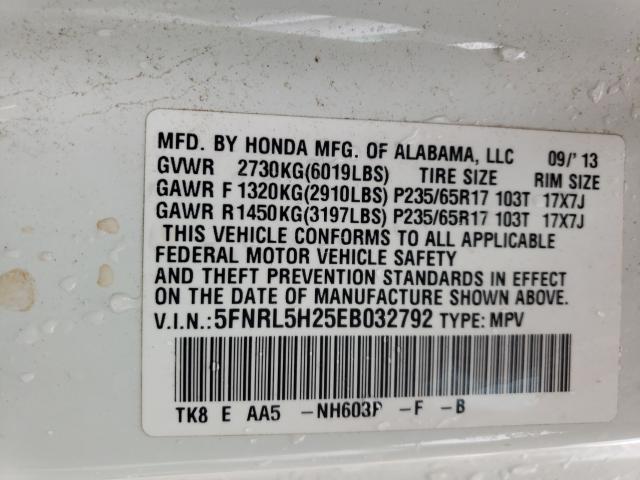 MFD. BY HONDA MFG. OF ALABAMA, LLC 09/'13
GVWR 2730KG(6019LBS) TIRE SIZE RIM SIZE
GAWR F 1320KG(2910LBS) P235/65R17 103T 17X7J
GAWR R1450KG(3197LBS) P235/65R17 103T 17X7J
THIS VEHICLE CONFORMS TO ALL APPLICABLE
FEDERAL MOTOR VEHICLE SAFETY
AND THEFT PREVENTION STANDARDS IN EFFECT
ON THE DATE OF MANUFACTURE SHOWN ABOVE.
V.I.N.:5FNRL5H25EB032792 TYPE: MPV
TK8 E AA5 -NH603P -F -B